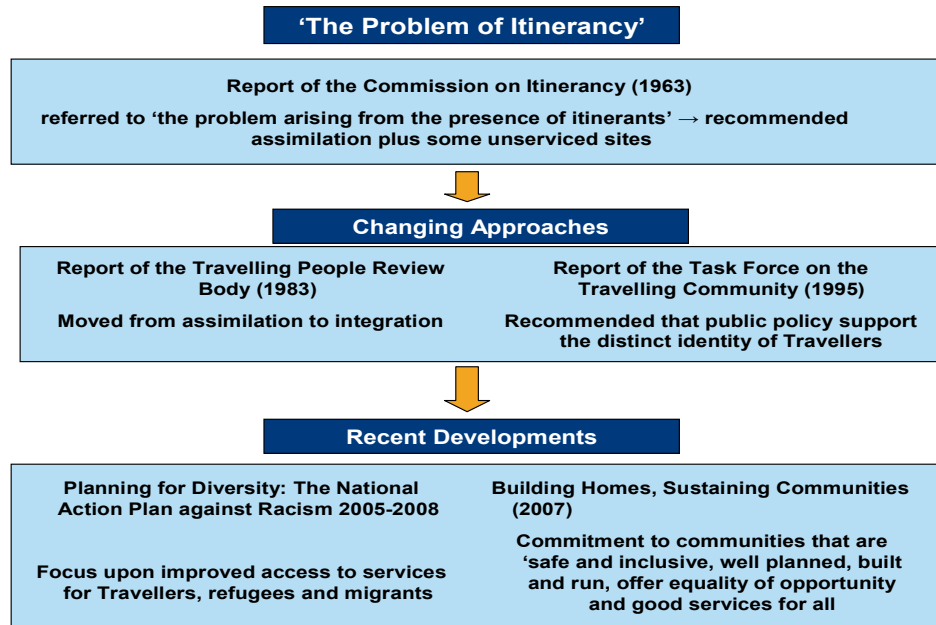 ‘The Problem of Itinerancy’
Report of the Commission on Itinerancy (1963)
referred to ‘the problem arising from the presence of itinerants’ → recommended
assimilation plus some unserviced sites
Changing Approaches
Report of the Travelling People Review
Body (1983)
Moved from assimilation to integration
Report of the Task Force on the
Travelling Community (1995)
Recommended that public policy support
the distinct identity of Travellers
Recent Developments
Planning for Diversity: The National
Action Plan against Racism 2005-2008
Focus upon improved access to services
for Travellers, refugees and migrants
Building Homes, Sustaining Communities
(2007)
Commitment to communities that are
‘safe and inclusive, well planned, built
and run, offer equality of opportunity
and good services for all